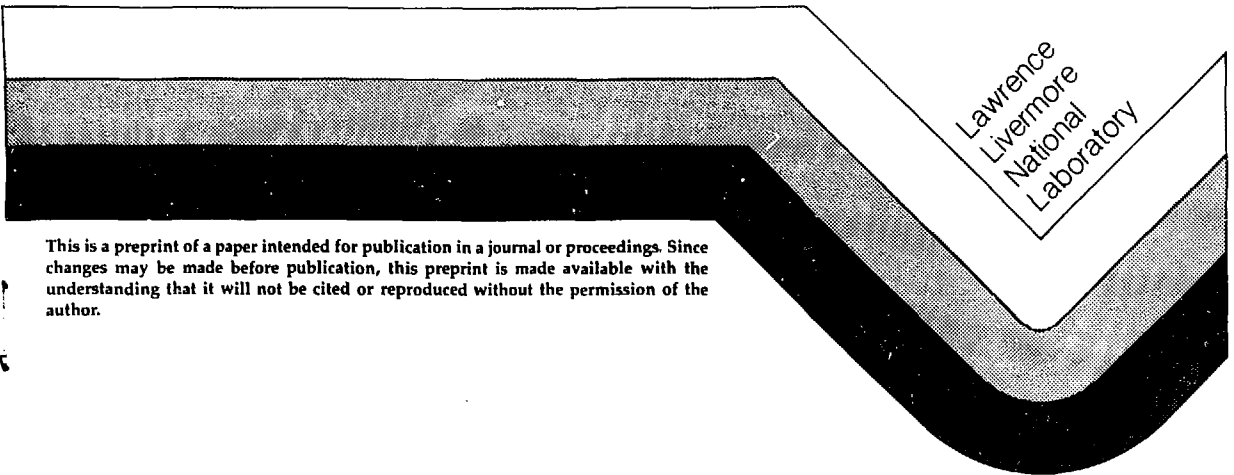 Lawrence
Livermore
National
Laboratory
This is a preprint of a paper intended for publication in a journal or proceedings. Since
changes may be made before publication, this preprint is made available with the
understanding that it will not be cited or reproduced without the permission of the
author.